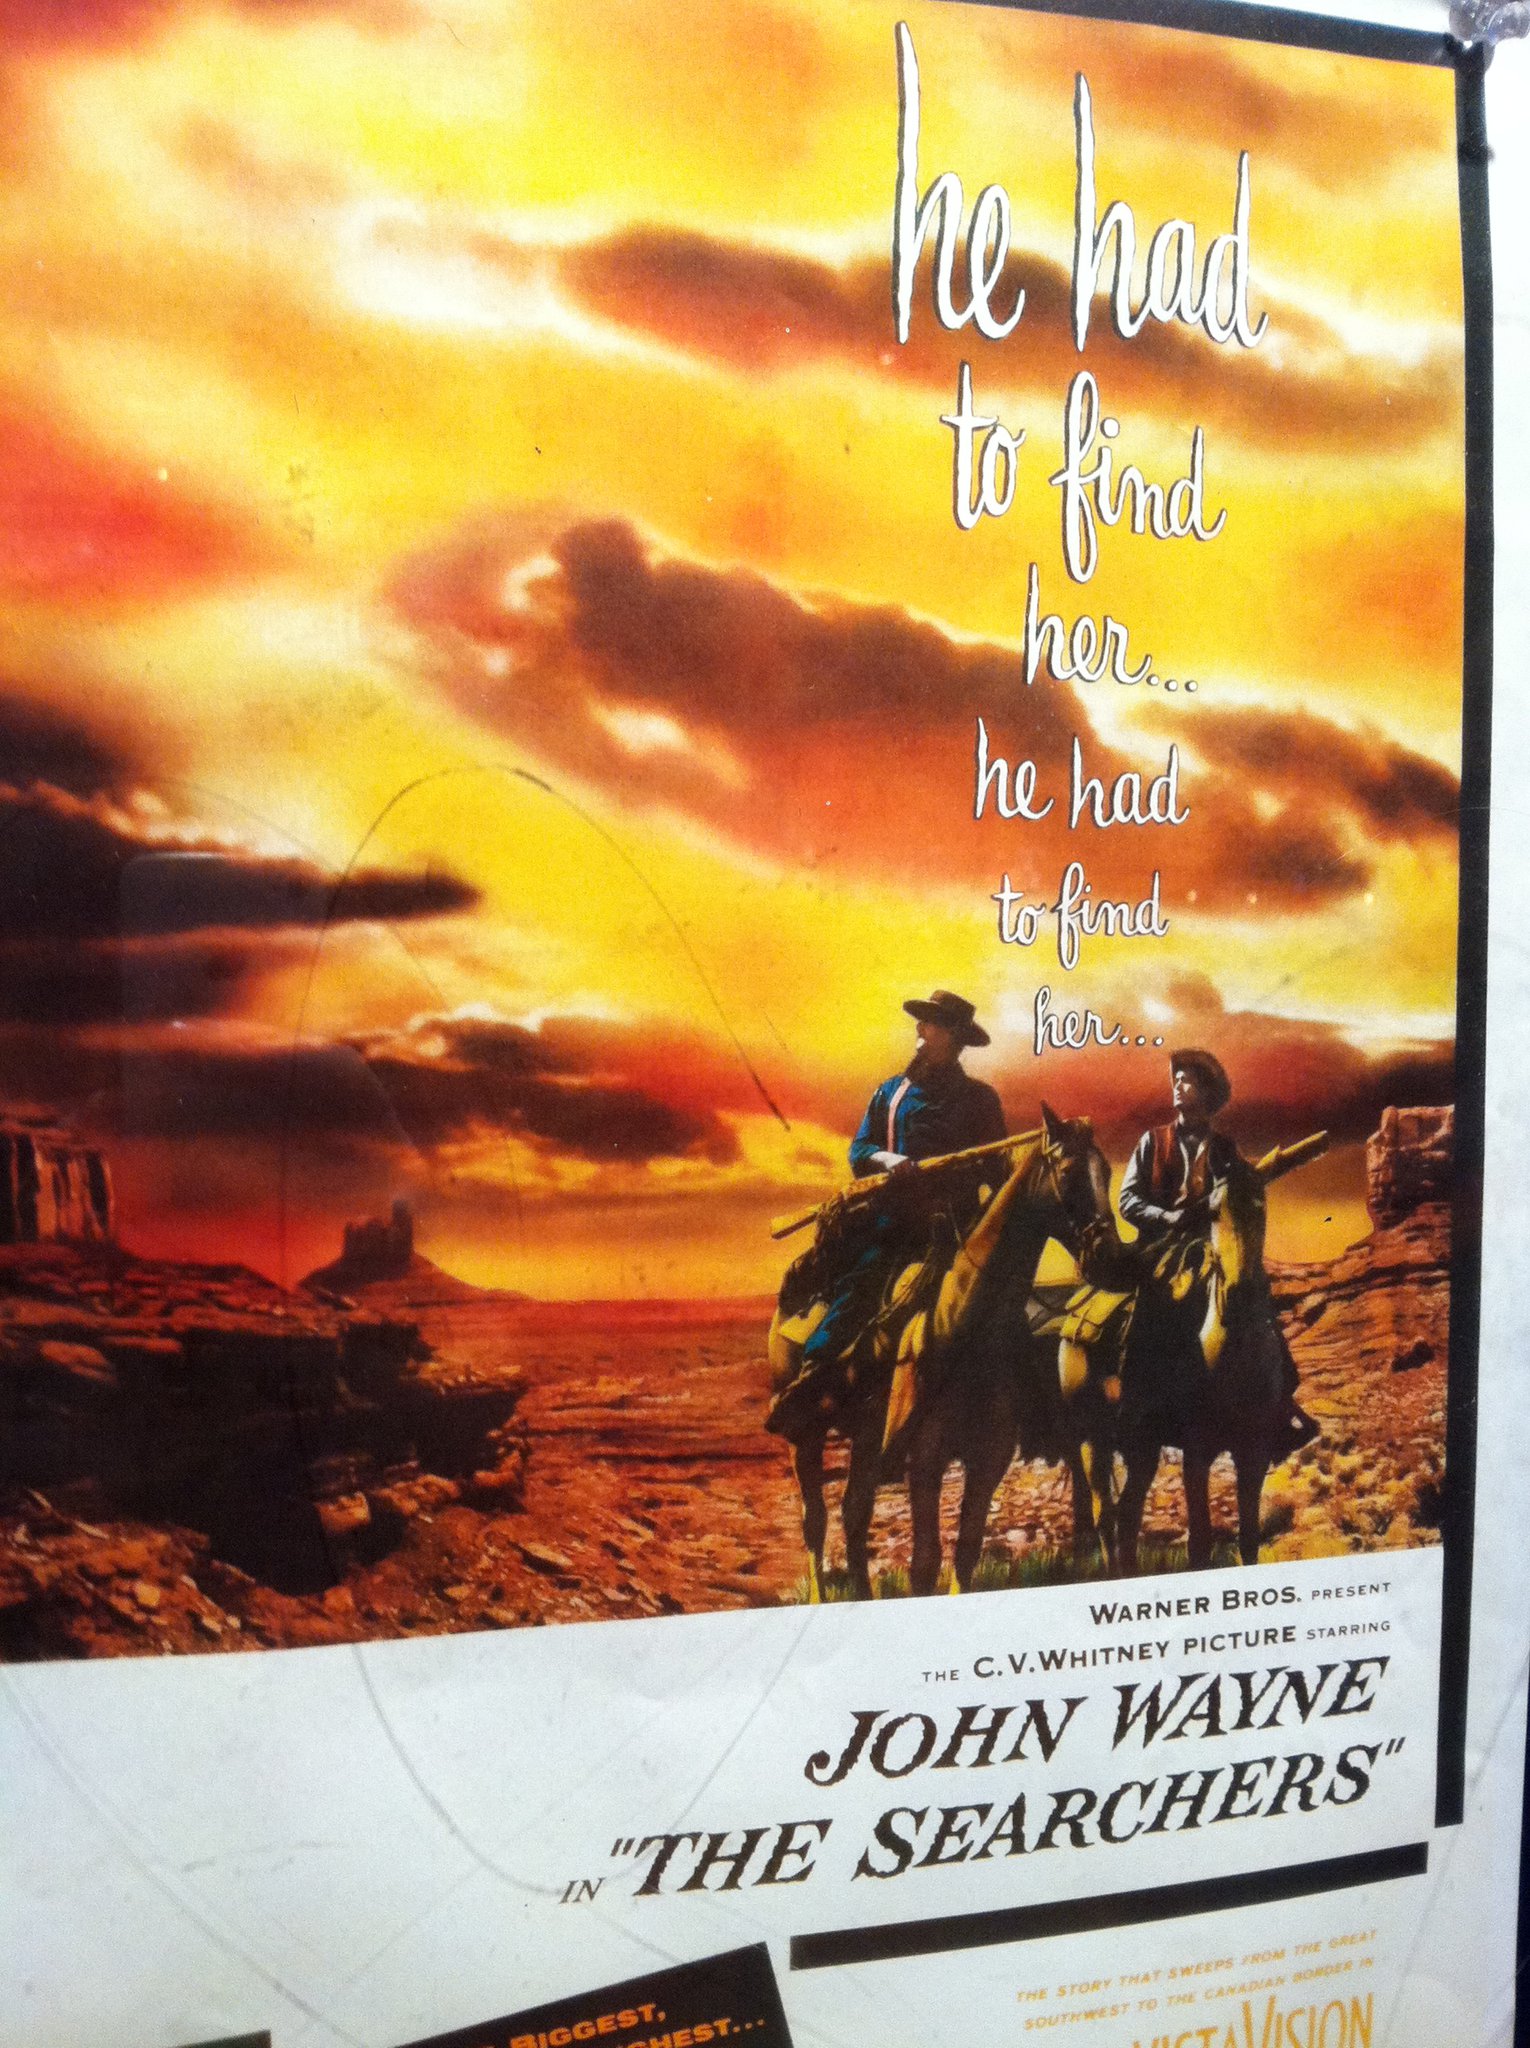 he had
to find
her...
he had
to find
her...
WARNER BROS. PRESENT
THE C.V. WHITNEY PICTURE STARRING
JOHN WAYNE
IN "THE SEARCHERS"
THE STORY THAT SWEEPS FROM THE GREAT
SOUTHWEST TO THE CANADIAN BORDER IN
VISTAVISION
BIGGEST,